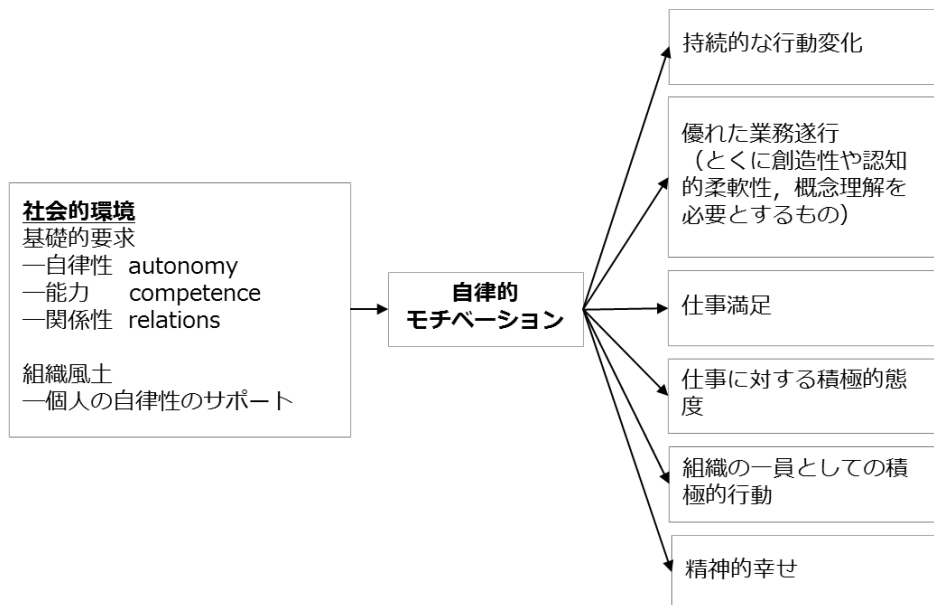 社会的環境
基礎的要求
―自律性 autonomy
―能力 competence
―関係性 relations
組織風土
―個人の自律性のサポート
自律的
モチベーション
持続的な行動変化
優れた業務遂行
（とくに創造性や認知
的柔軟性，概念理解を
必要とするもの）
仕事満足
仕事に対する積極的態
度
組織の一員としての積
極的行動
精神的幸せ